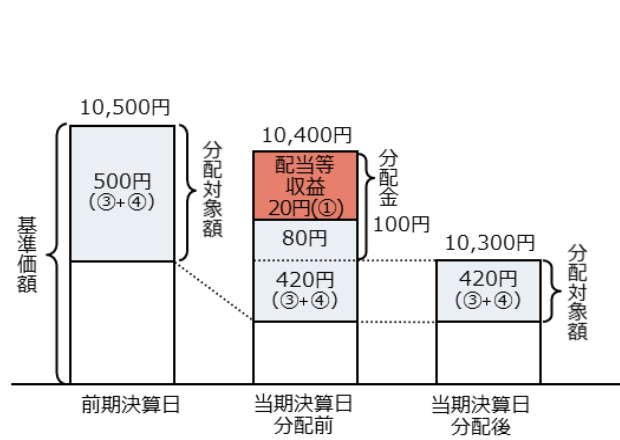 基準価額
10,500円
500円
(③+④)
分配対象額
前期決算日
10,400円
配当等
収益
20円(①)
80円
420円
(③+④)
分配金
100円
当期決算日
分配前
10,300円
420円
(③+④)
分配対象額
当期決算日
分配後